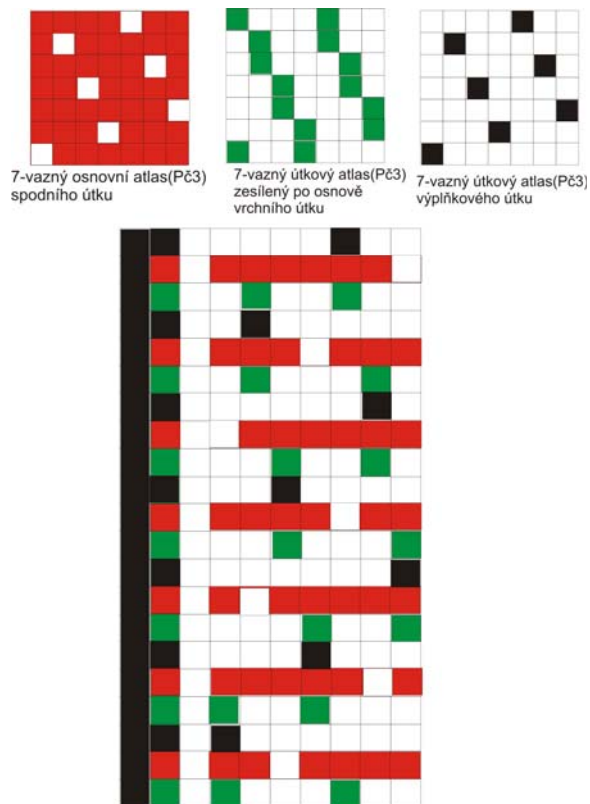 7-vazný osnovní atlas(Pč3)
spodního útku
7-vazný útkový atlas(Pč3)
zesílený po osnově
vrchního útku
7-vazný útkový atlas(Pč3)
výplňkového útku